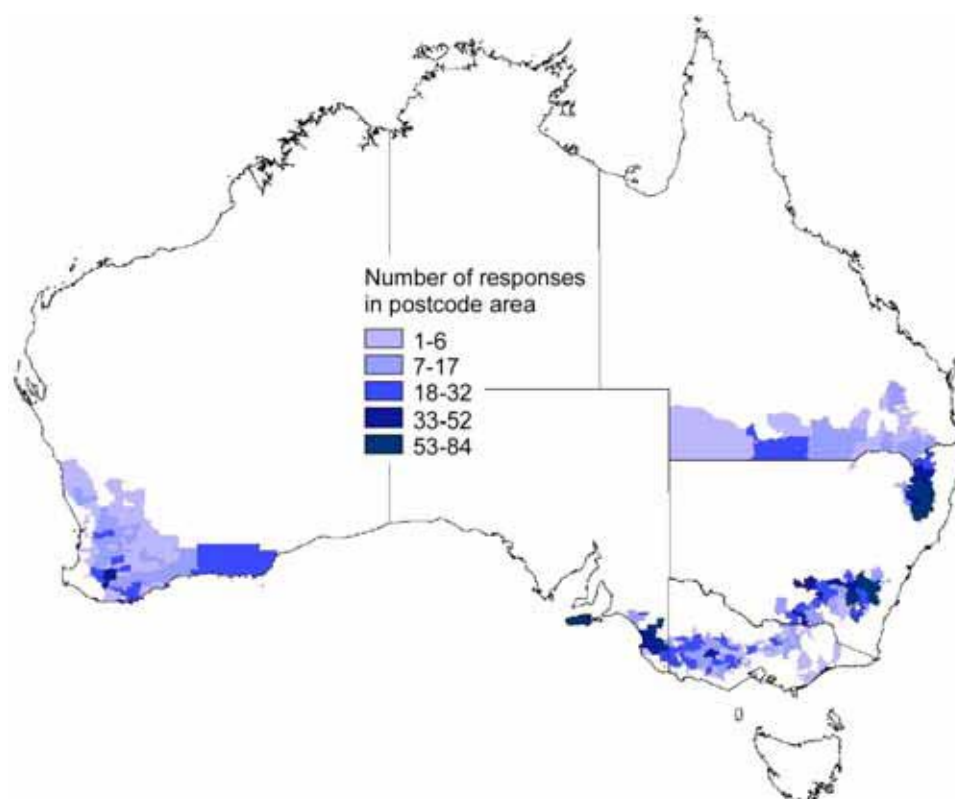 Number of responses
in postcode area
1-6
7-17
18-32
33-52
53-84